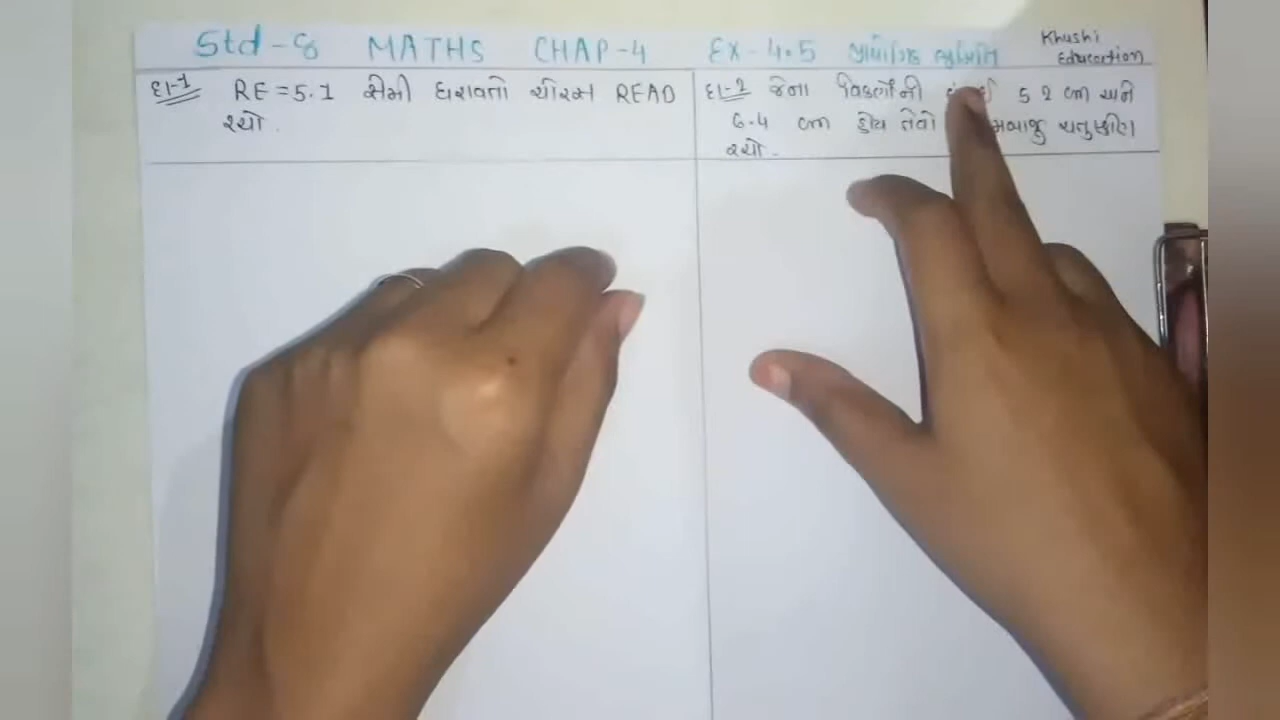 Std - 8 MATHS CHAP-4 EX-4.5 પ્રાયોગિક ભૂમિતિ
Khushi
Education
દા-1 RE = 5.1 સેમી ધરાવતો ચોરસ READ
રચો.
દા-2 જેના વિકર્ણોની 5 2 cm અને
6.4 cm હોય તેવો મબાજુ ચતુષ્કોણ
રચો.